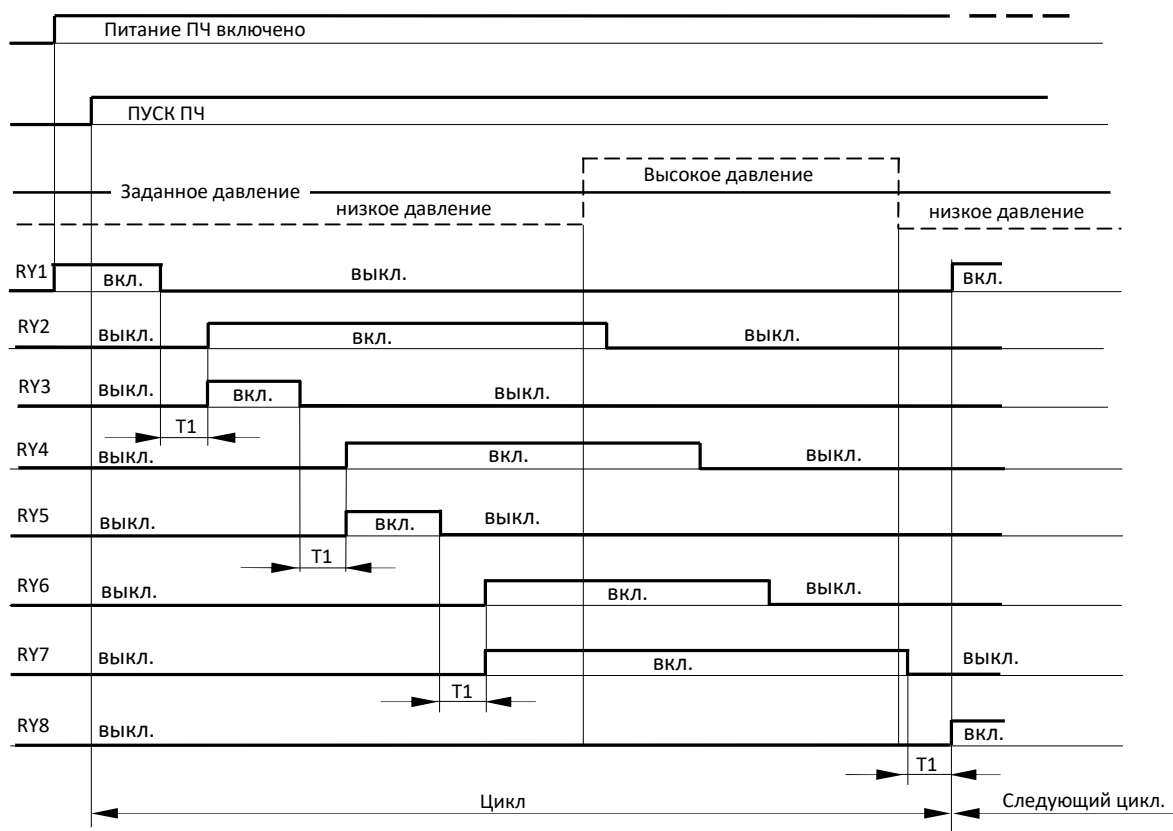 Питание ПЧ включено
ПУСК ПЧ
Высокое давление
Заданное давление
низкое давление
низкое давление
RY1
вкл.
выкл.
вкл.
RY2
выкл.
вкл.
выкл.
RY3
выкл.
вкл.
выкл.
T1
RY4
выкл.
вкл.
выкл.
RY5
выкл.
вкл.
выкл.
T1
RY6
выкл.
вкл.
выкл.
RY7
выкл.
вкл.
выкл.
T1
RY8
выкл.
вкл.
T1
Цикл
Следующий цикл.